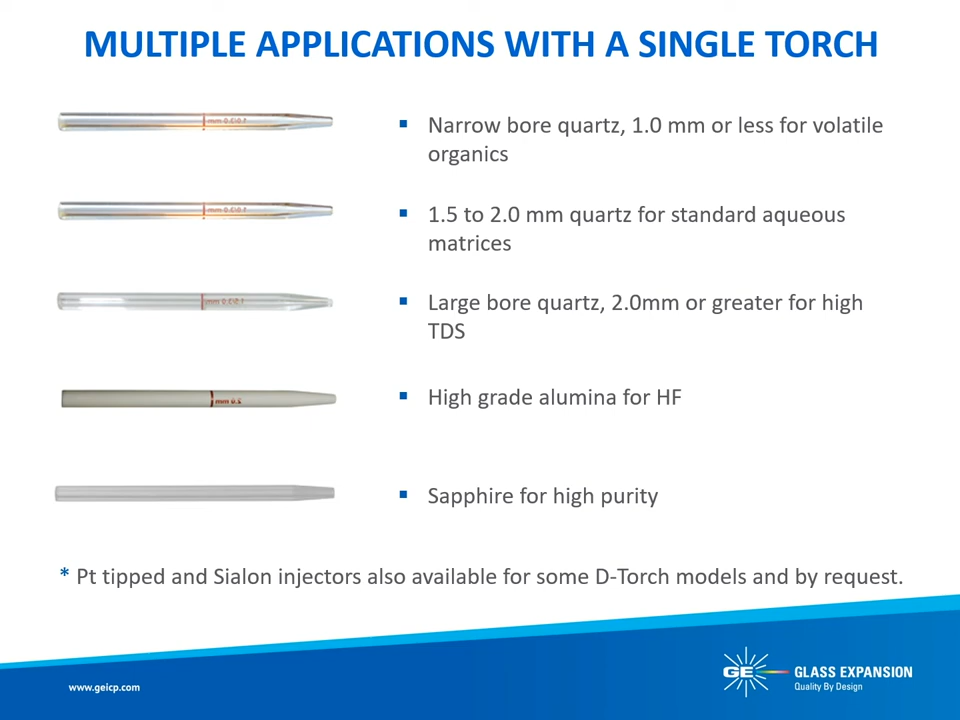 MULTIPLE APPLICATIONS WITH A SINGLE TORCH
Narrow bore quartz, 1.0 mm or less for volatile
organics
1.5 to 2.0 mm quartz for standard aqueous
matrices
Large bore quartz, 2.0mm or greater for high
TDS
High grade alumina for HF
Sapphire for high purity
* Pt tipped and Sialon injectors also available for some D-Torch models and by request.
www.geicp.com
GE
GLASS EXPANSION
Quality By Design